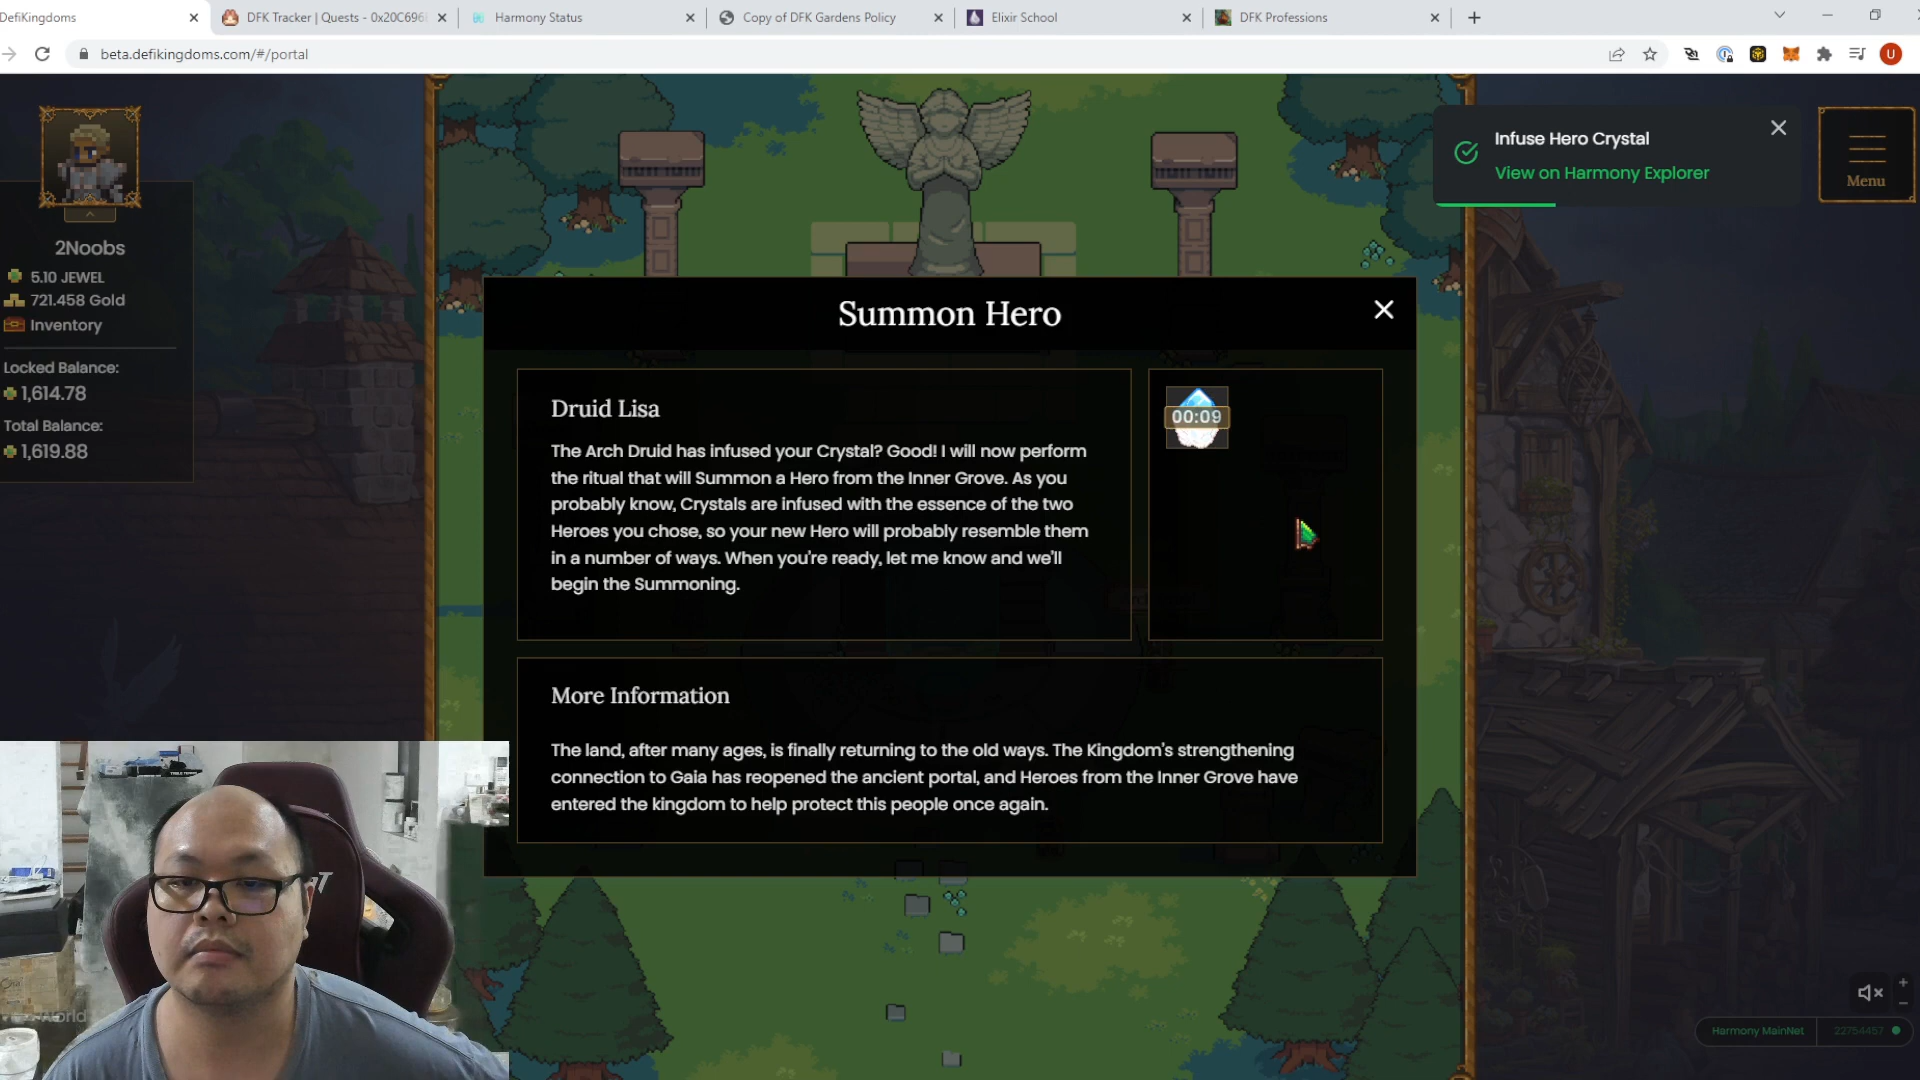 DefiKingdoms
DFK Tracker | Quests - 0x20C696
Harmony Status
Copy of DFK Gardens Policy
Elixir School
DFK Professions
beta.defikingdoms.com/#/portal
U
Infuse Hero Crystal
View on Harmony Explorer
Menu
2Noobs
5.10 JEWEL
721.458 Gold
Inventory
Locked Balance:
1,614.78
Total Balance:
1,619.88
Summon Hero
Druid Lisa
The Arch Druid has infused your Crystal? Good! I will now perform
the ritual that will Summon a Hero from the Inner Grove. As you
probably know, Crystals are infused with the essence of the two
Heroes you chose, so your new Hero will probably resemble them
in a number of ways. When you're ready, let me know and we'll
begin the Summoning.
00:09
More Information
The land, after many ages, is finally returning to the old ways. The Kingdom's strengthening
connection to Gaia has reopened the ancient portal, and Heroes from the Inner Grove have
entered the kingdom to help protect this people once again.
World
Harmony MainNet
22754457